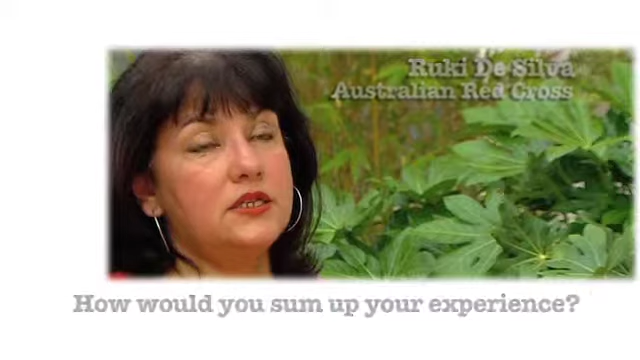 Ruki De Silva
Australian Red Cross
How would you sum up your experience?